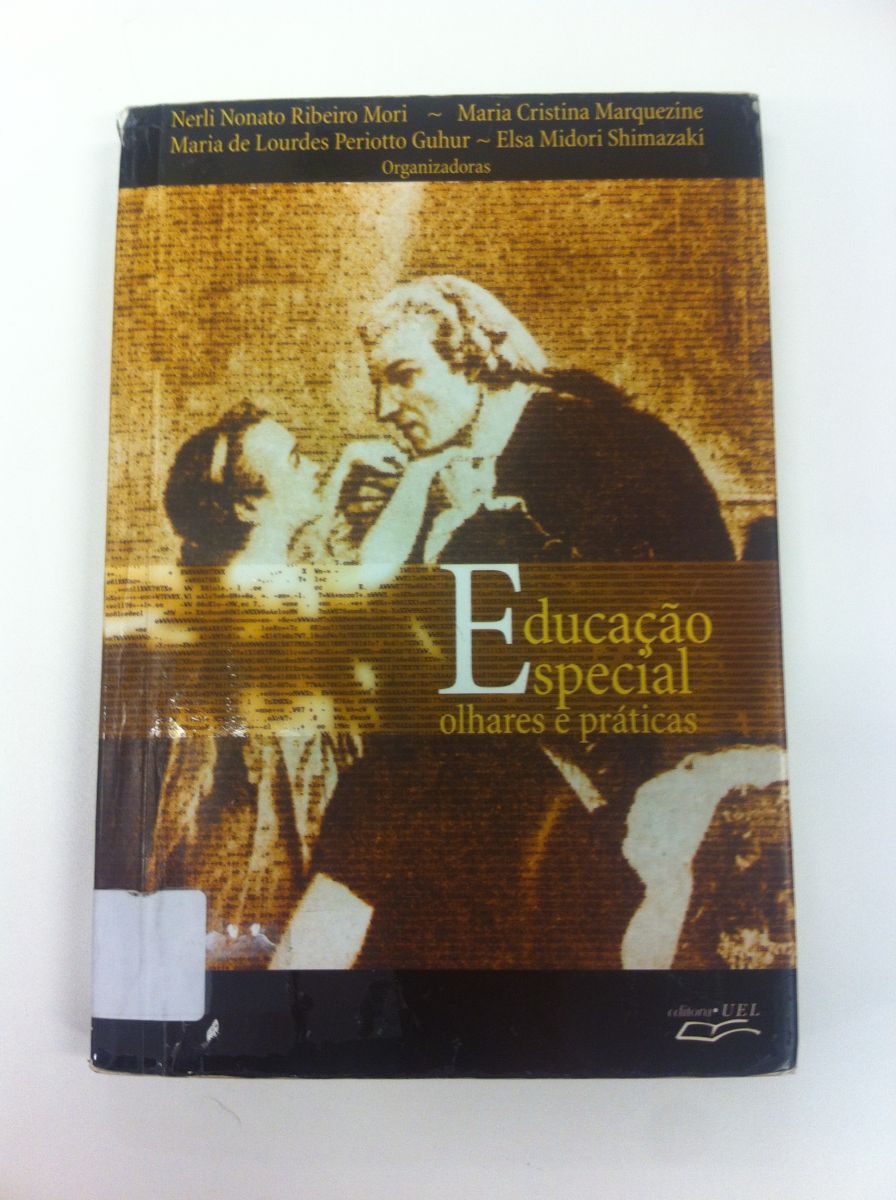 Nerli Nonato Ribeiro Mori ~ Maria Cristina Marquezine
Maria de Lourdes Periotto Guhur ~ Elsa Midori Shimazaki
Organizadoras
Educação
Especial
olhares e práticas
editora UEL